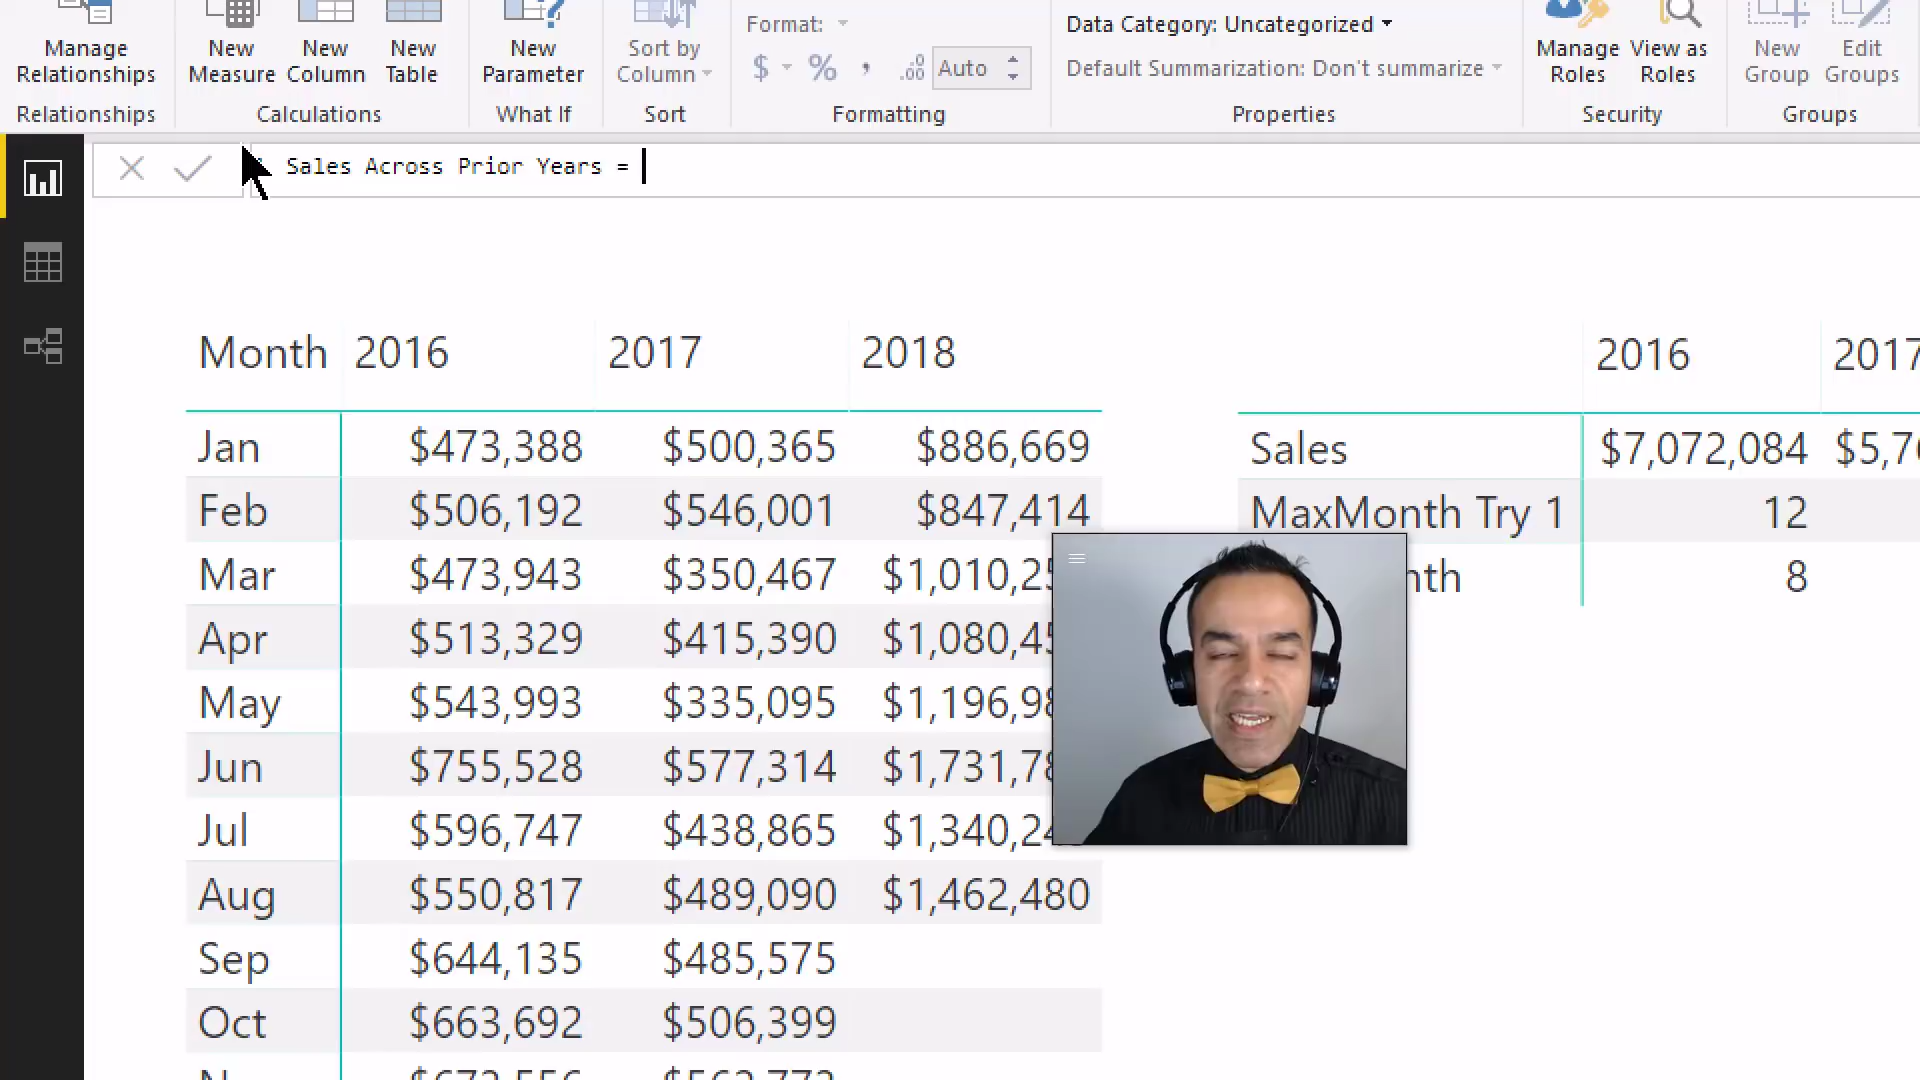 Manage Relationships
New Measure
New Column
New Table
New Parameter
Sort by Column
Format:
$ % , .00 Auto
Data Category: Uncategorized
Default Summarization: Don't summarize
Manage Roles
View as Roles
New Group
Edit Groups
Relationships
Calculations
What If
Sort
Formatting
Properties
Security
Groups
Sales Across Prior Years =
Month 2016 2017 2018
Jan $473,388 $500,365 $886,669
Feb $506,192 $546,001 $847,414
Mar $473,943 $350,467
Apr $513,329 $415,390
May $543,993 $335,095
Jun $755,528 $577,314
Jul $596,747 $438,865
Aug $550,817 $489,090 $1,462,480
Sep $644,135 $485,575
Oct $663,692 $506,399
2016 2017
Sales $7,072,084
MaxMonth Try 1 12
8